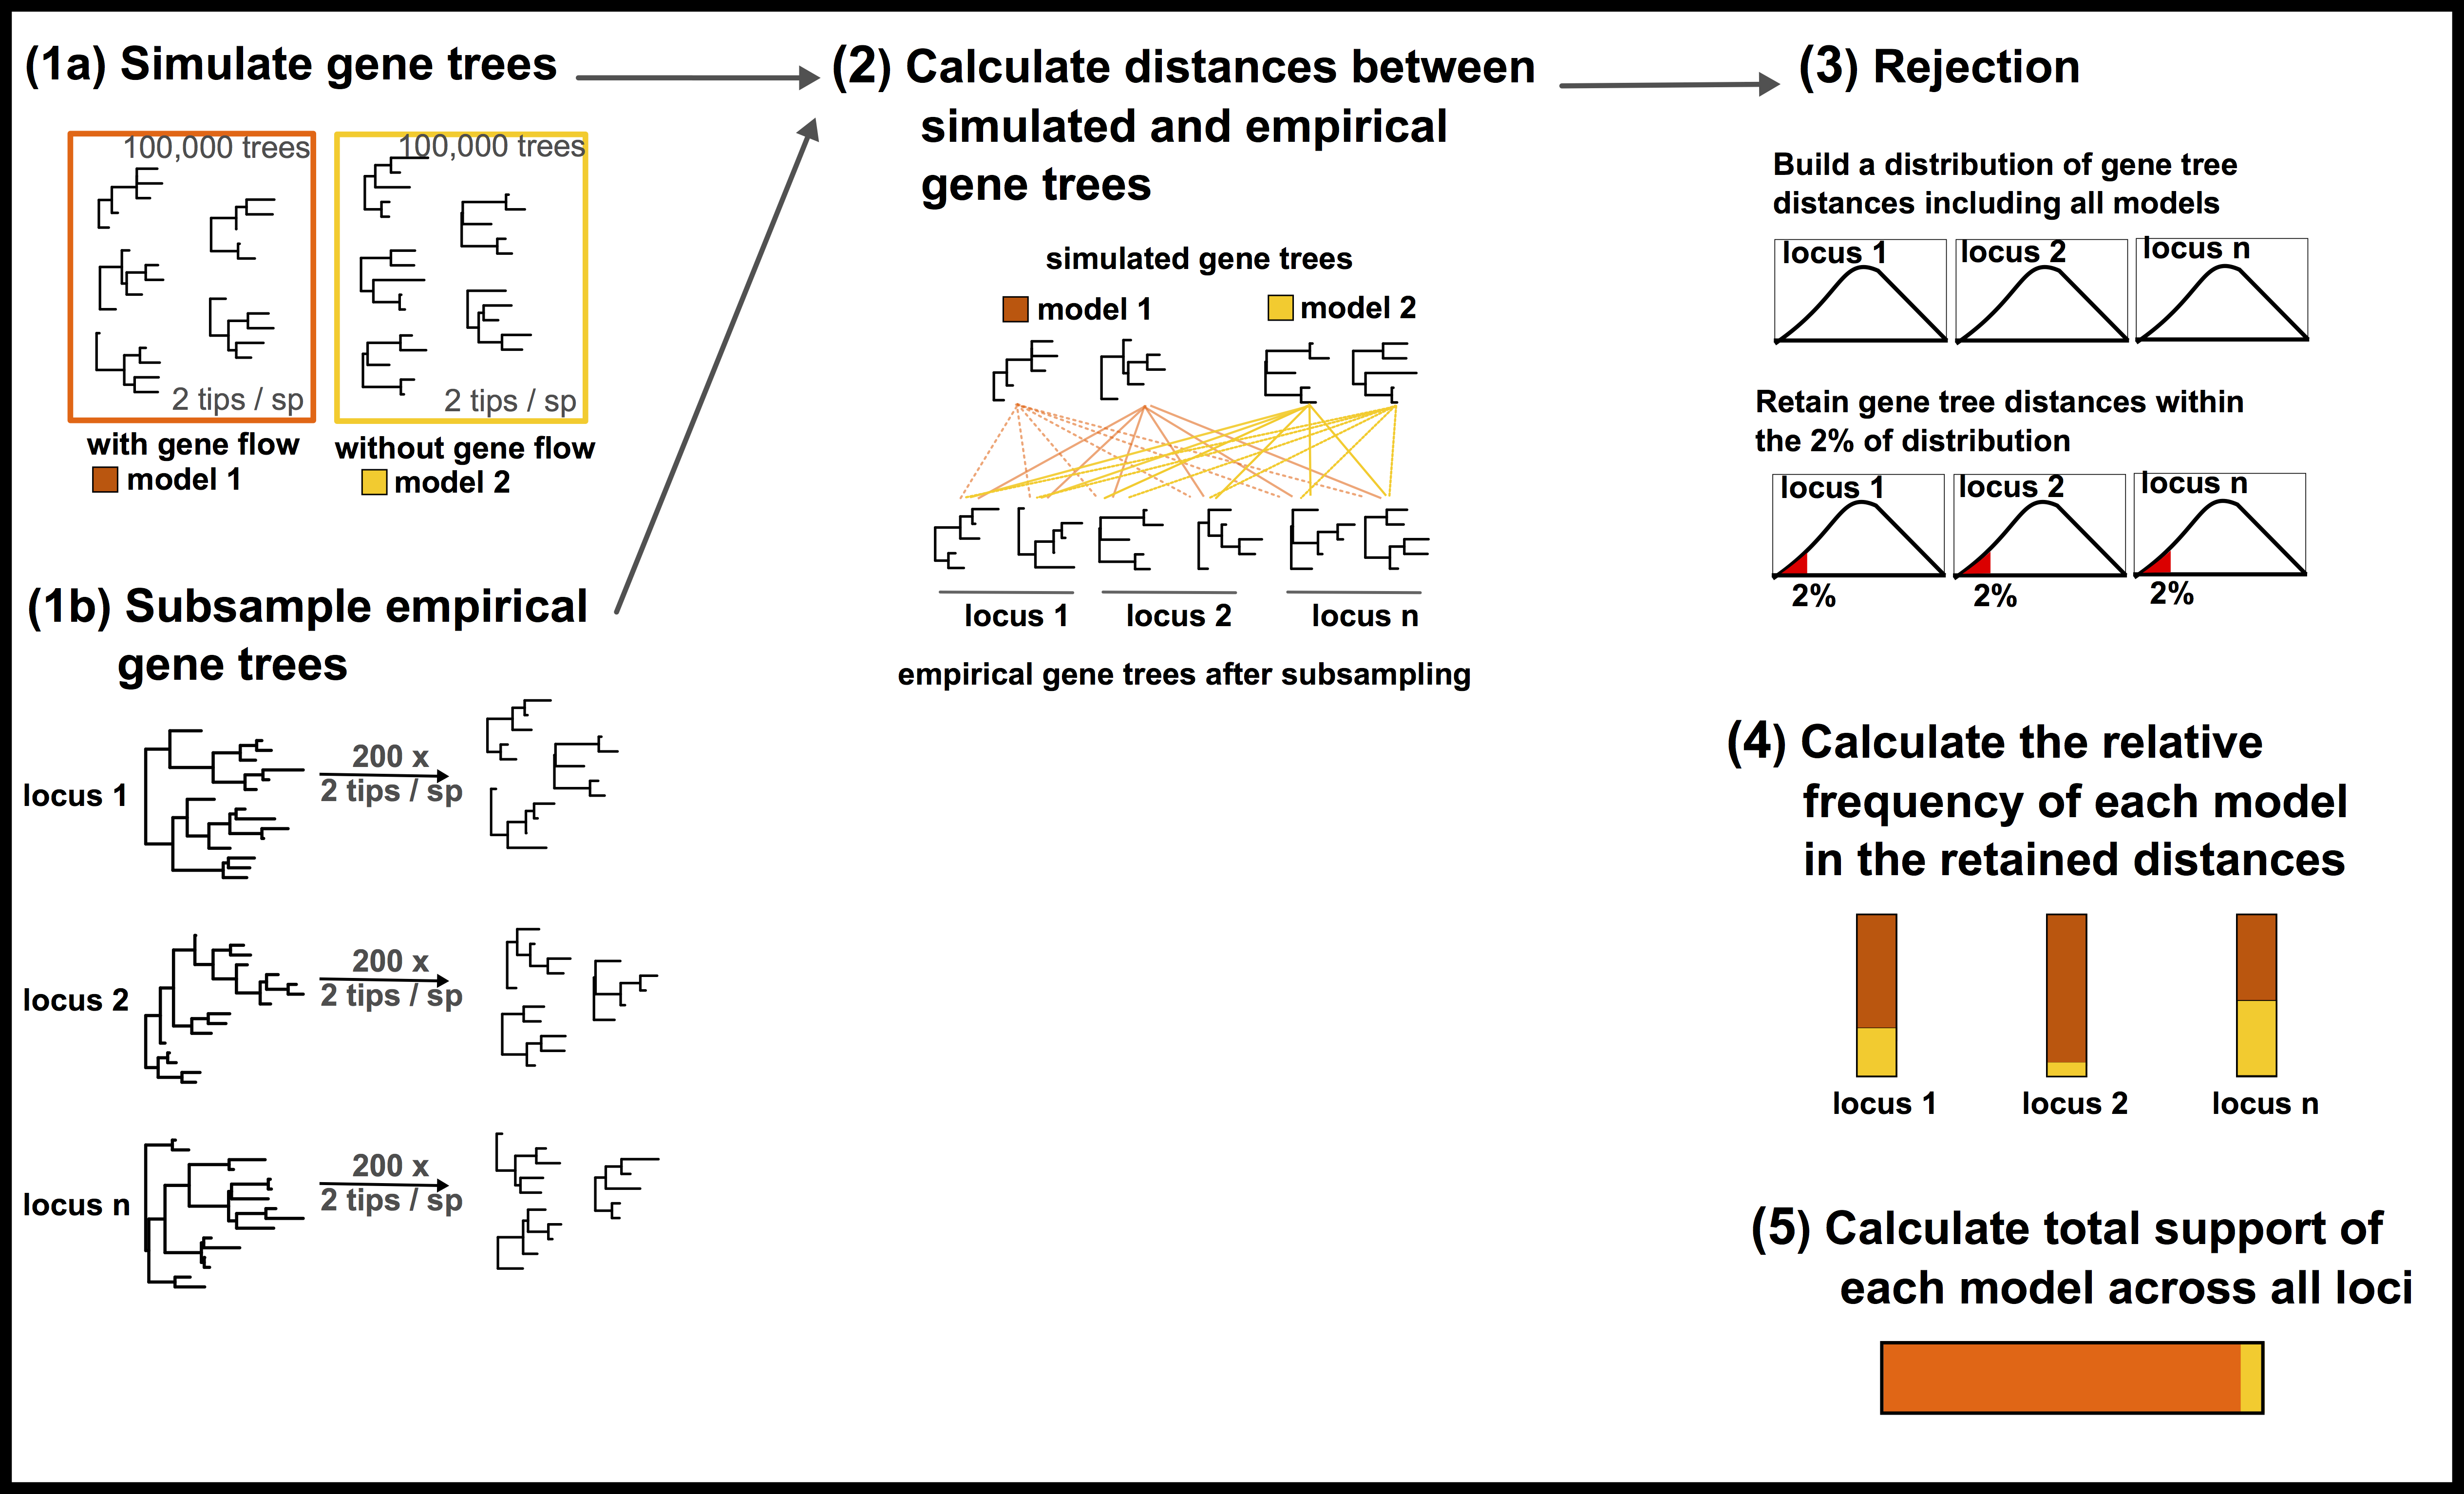 (1a) Simulate gene trees
100,000 trees
2 tips / sp
with gene flow
model 1
100,000 trees
2 tips / sp
without gene flow
model 2
(1b) Subsample empirical
gene trees
locus 1
200 x
2 tips / sp
locus 2
200 x
2 tips / sp
locus n
200 x
2 tips / sp
(2) Calculate distances between
simulated and empirical
gene trees
simulated gene trees
model 1
model 2
locus 1
locus 2
locus n
empirical gene trees after subsampling
(3) Rejection
Build a distribution of gene tree
distances including all models
locus 1
locus 2
locus n
Retain gene tree distances within
the 2% of distribution
locus 1
locus 2
locus n
2%
2%
2%
(4) Calculate the relative
frequency of each model
in the retained distances
locus 1
locus 2
locus n
(5) Calculate total support of
each model across all loci